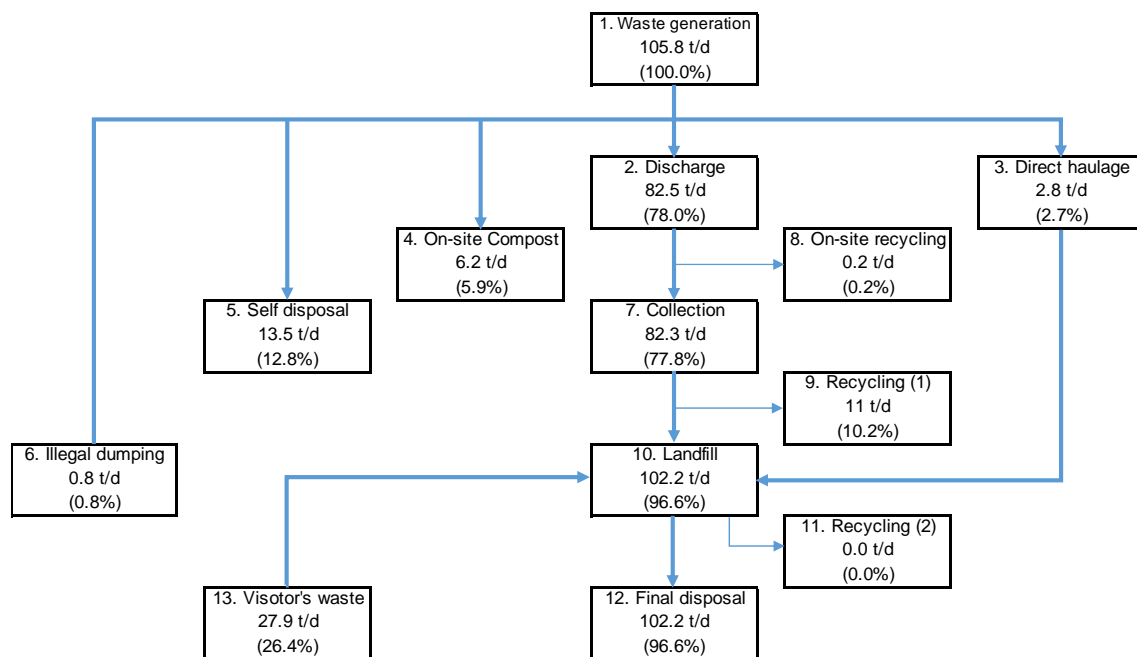 1. Waste generation
105.8 t/d
(100.0%)
2. Discharge
82.5 t/d
(78.0%)
3. Direct haulage
2.8 t/d
(2.7%)
4. On-site Compost
6.2 t/d
(5.9%)
8. On-site recycling
0.2 t/d
(0.2%)
5. Self disposal
13.5 t/d
(12.8%)
7. Collection
82.3 t/d
(77.8%)
9. Recycling (1)
11 t/d
(10.2%)
6. Illegal dumping
0.8 t/d
(0.8%)
10. Landfill
102.2 t/d
(96.6%)
11. Recycling (2)
0.0 t/d
(0.0%)
13. Visotor's waste
27.9 t/d
(26.4%)
12. Final disposal
102.2 t/d
(96.6%)